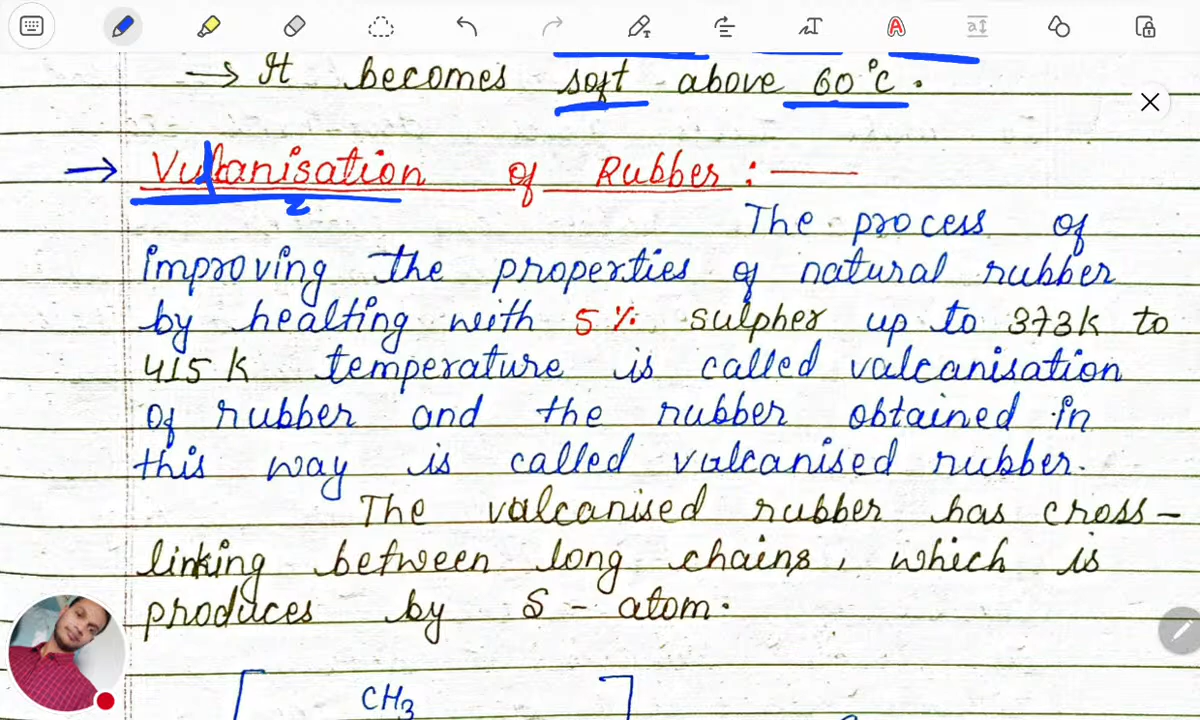 → It becomes soft above 60°C.
→ Vulcanisation of Rubber :—
The process of
improving the properties of natural rubber
by healting with 5% sulpher up to 373k to
415 k temperature is called valcanisation
of rubber and the rubber obtained in
this way is called vulcanised rubber.
The valcanised rubber has cross-
linking between long chains, which is
produces by S - atom.
CH3